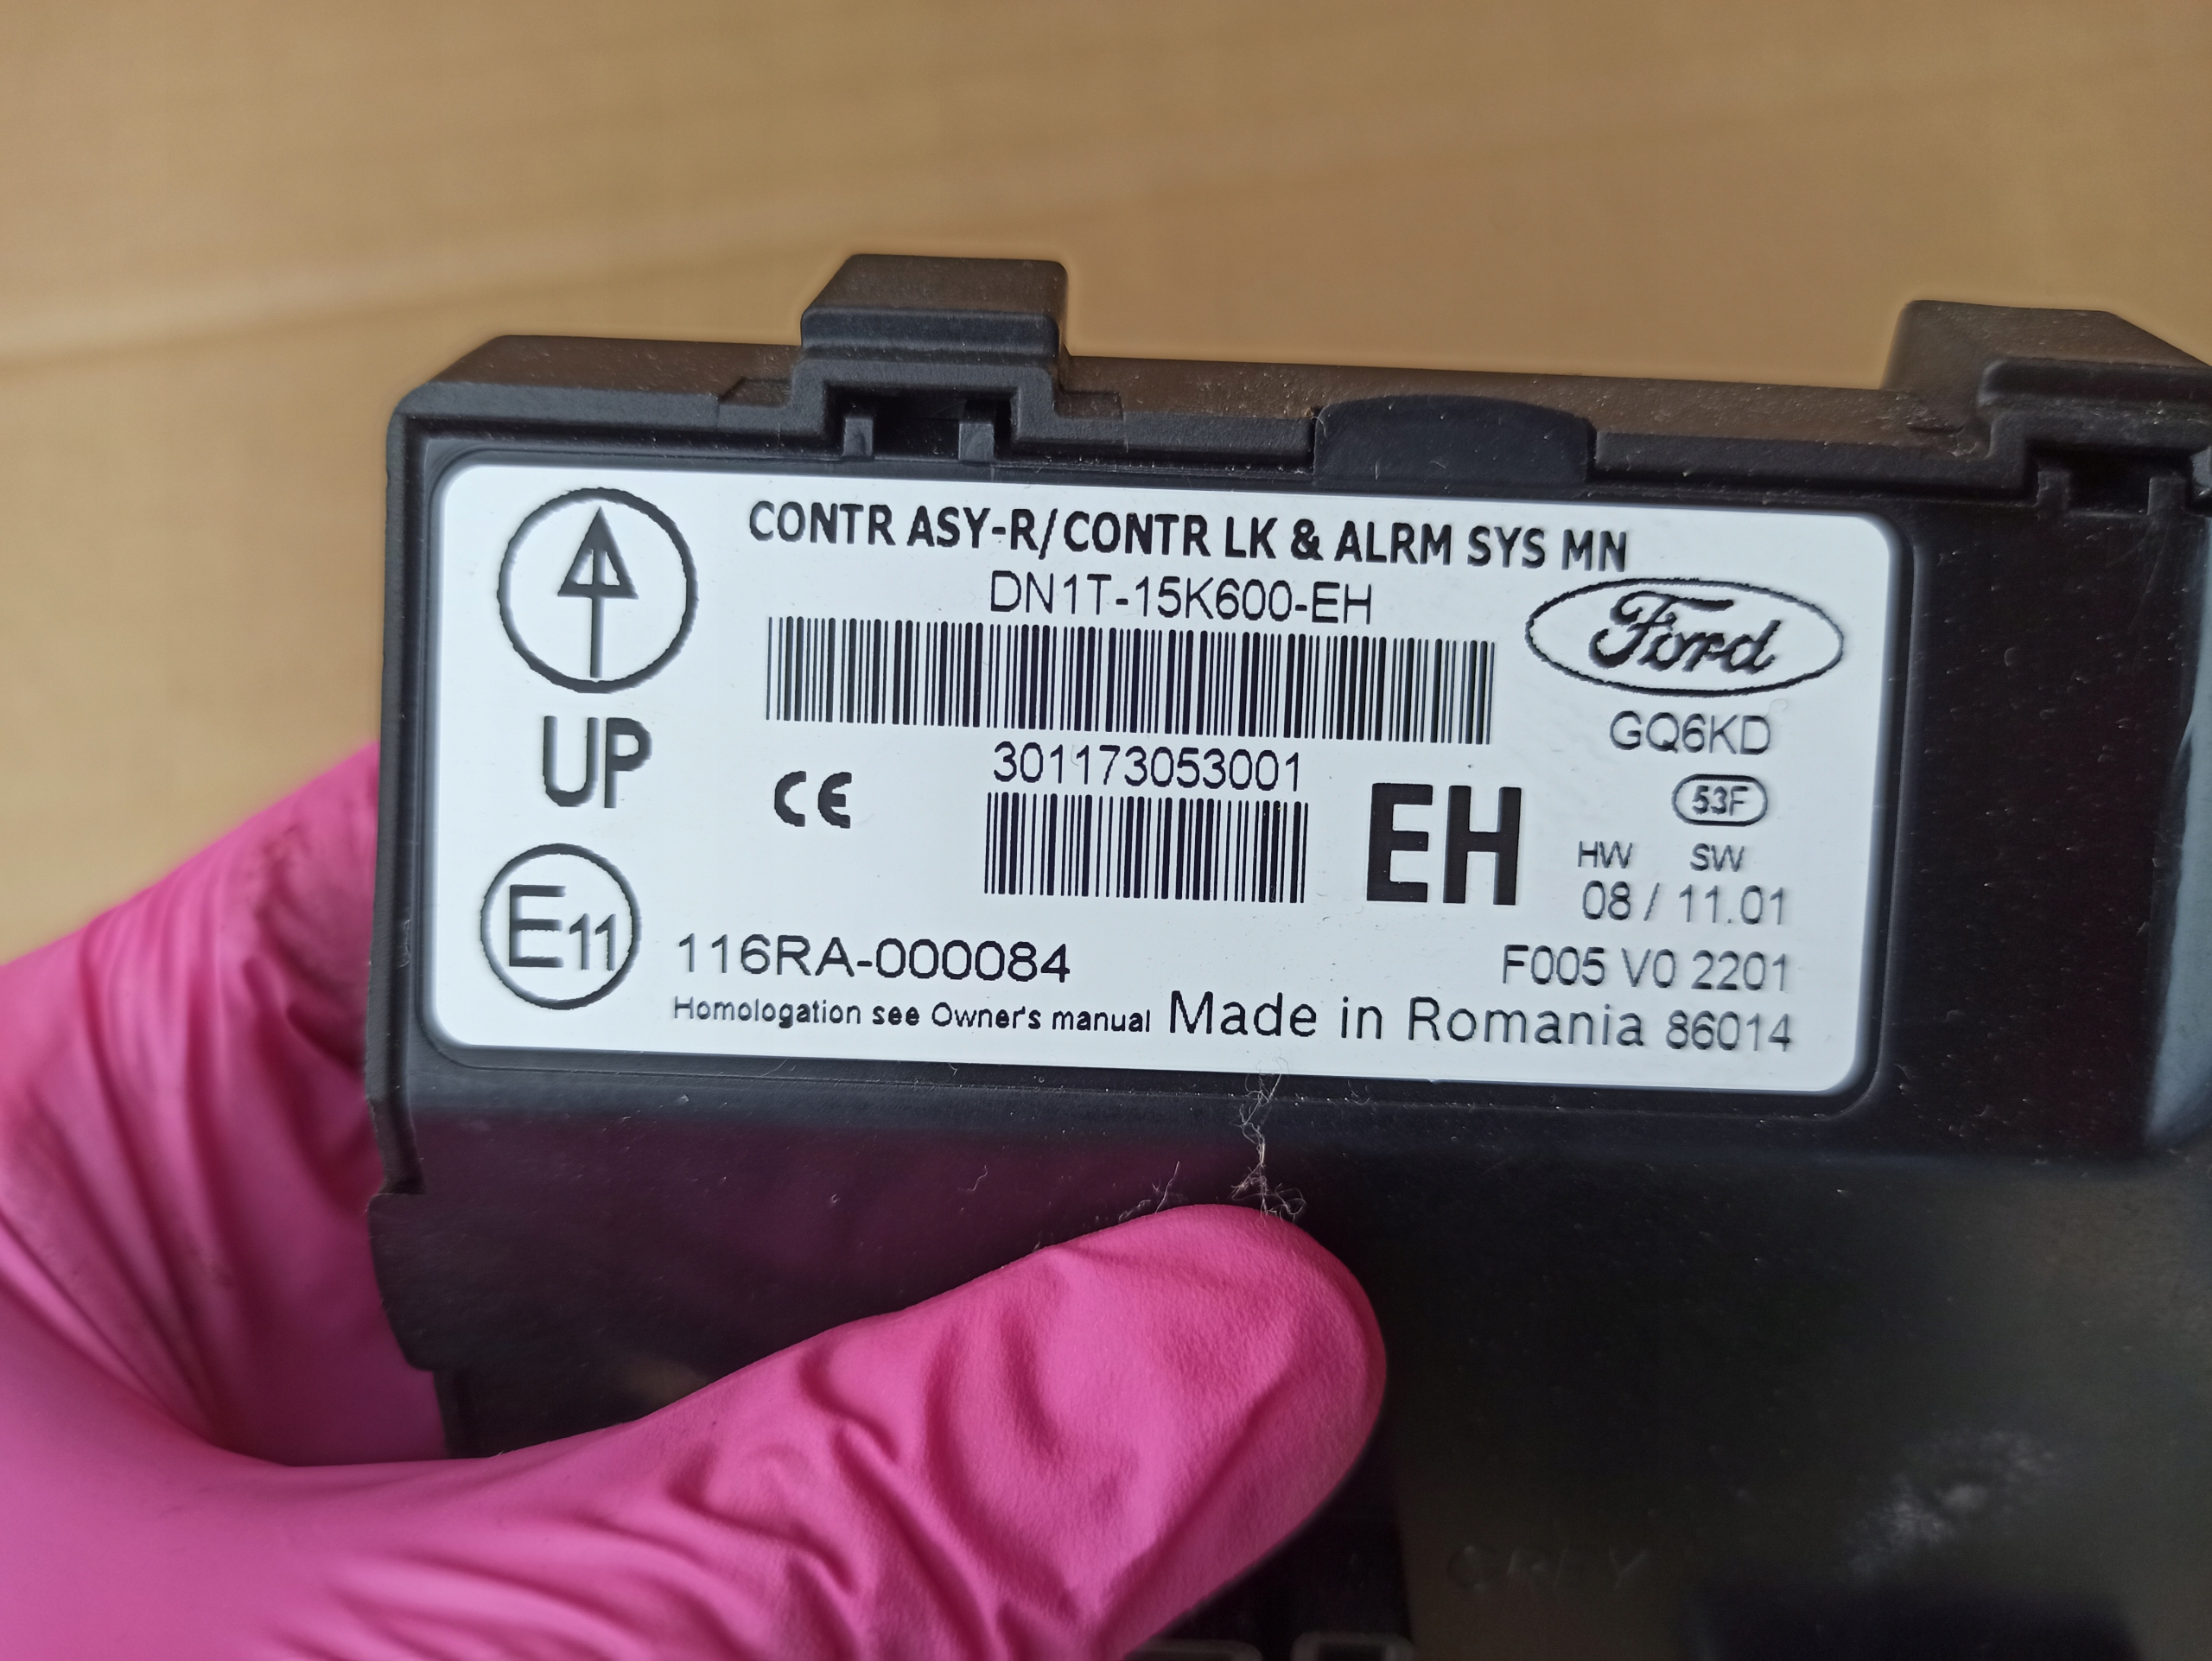 CONTR ASY-R/CONTR LK & ALRM SYS MN
DN1T-15K600-EH
Ford
UP
GQ6KD
301173053001
CE
EH
53F
HW SW
08 / 11.01
E11
116RA-000084
F005 V0 2201
Homologation see Owner's manual Made in Romania 86014
GREY